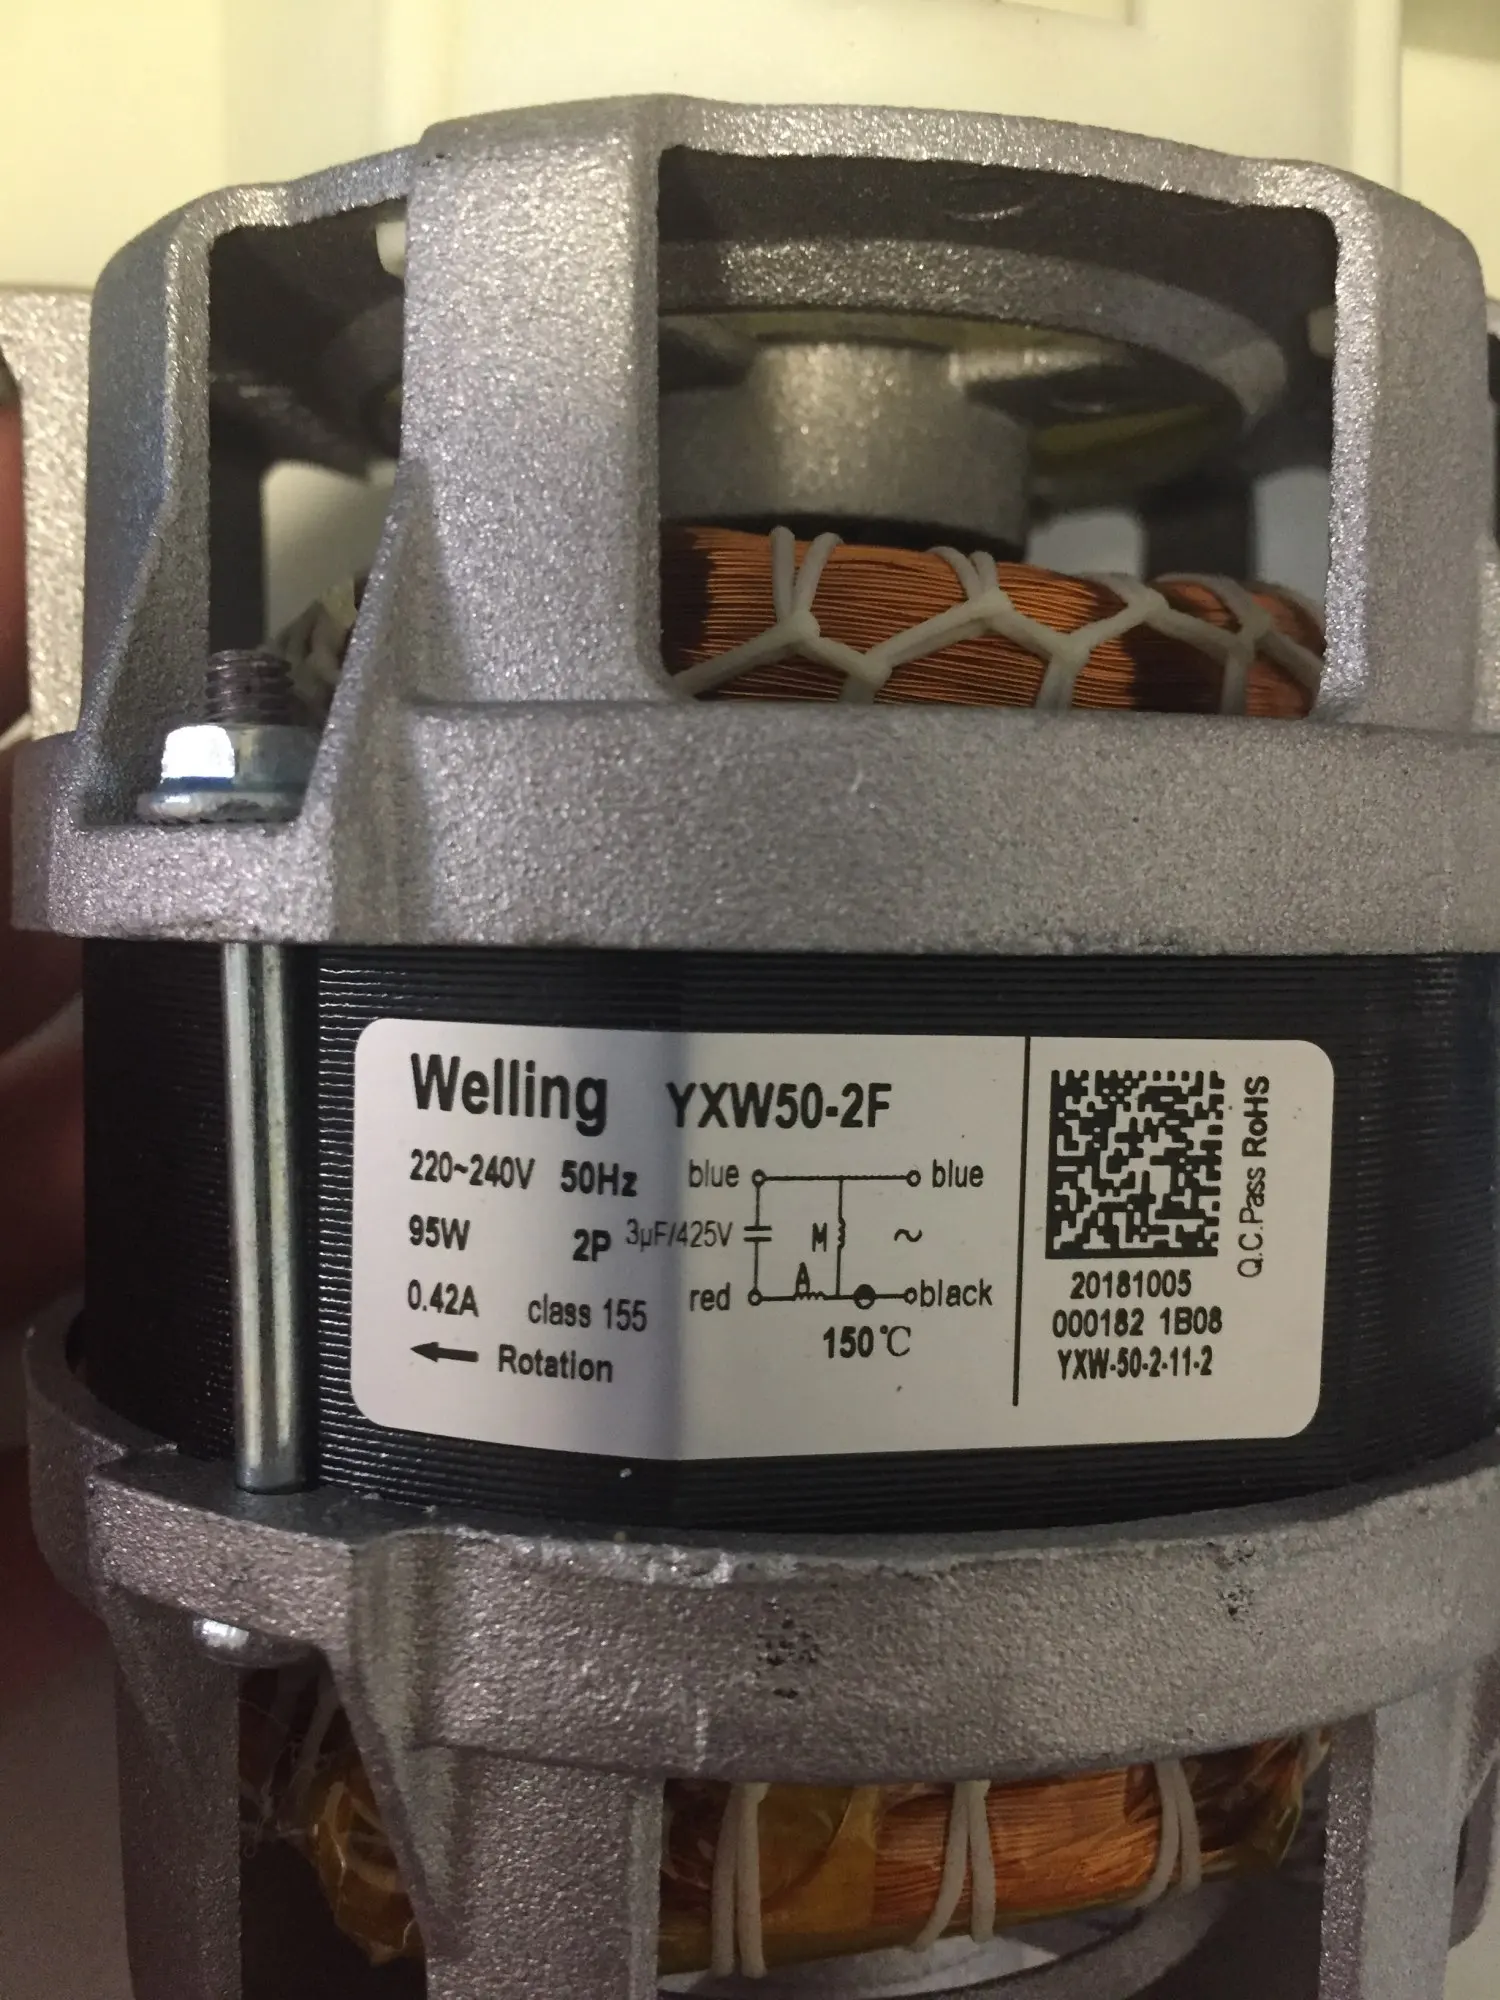 Welling YXW50-2F
220~240V 50Hz
95W 2P
0.42A class 155
Rotation
blue blue
3µF/425V M ~
A
red black
150℃
Q.C.Pass RoHS
20181005
000182 1B08
YXW-50-2-11-2